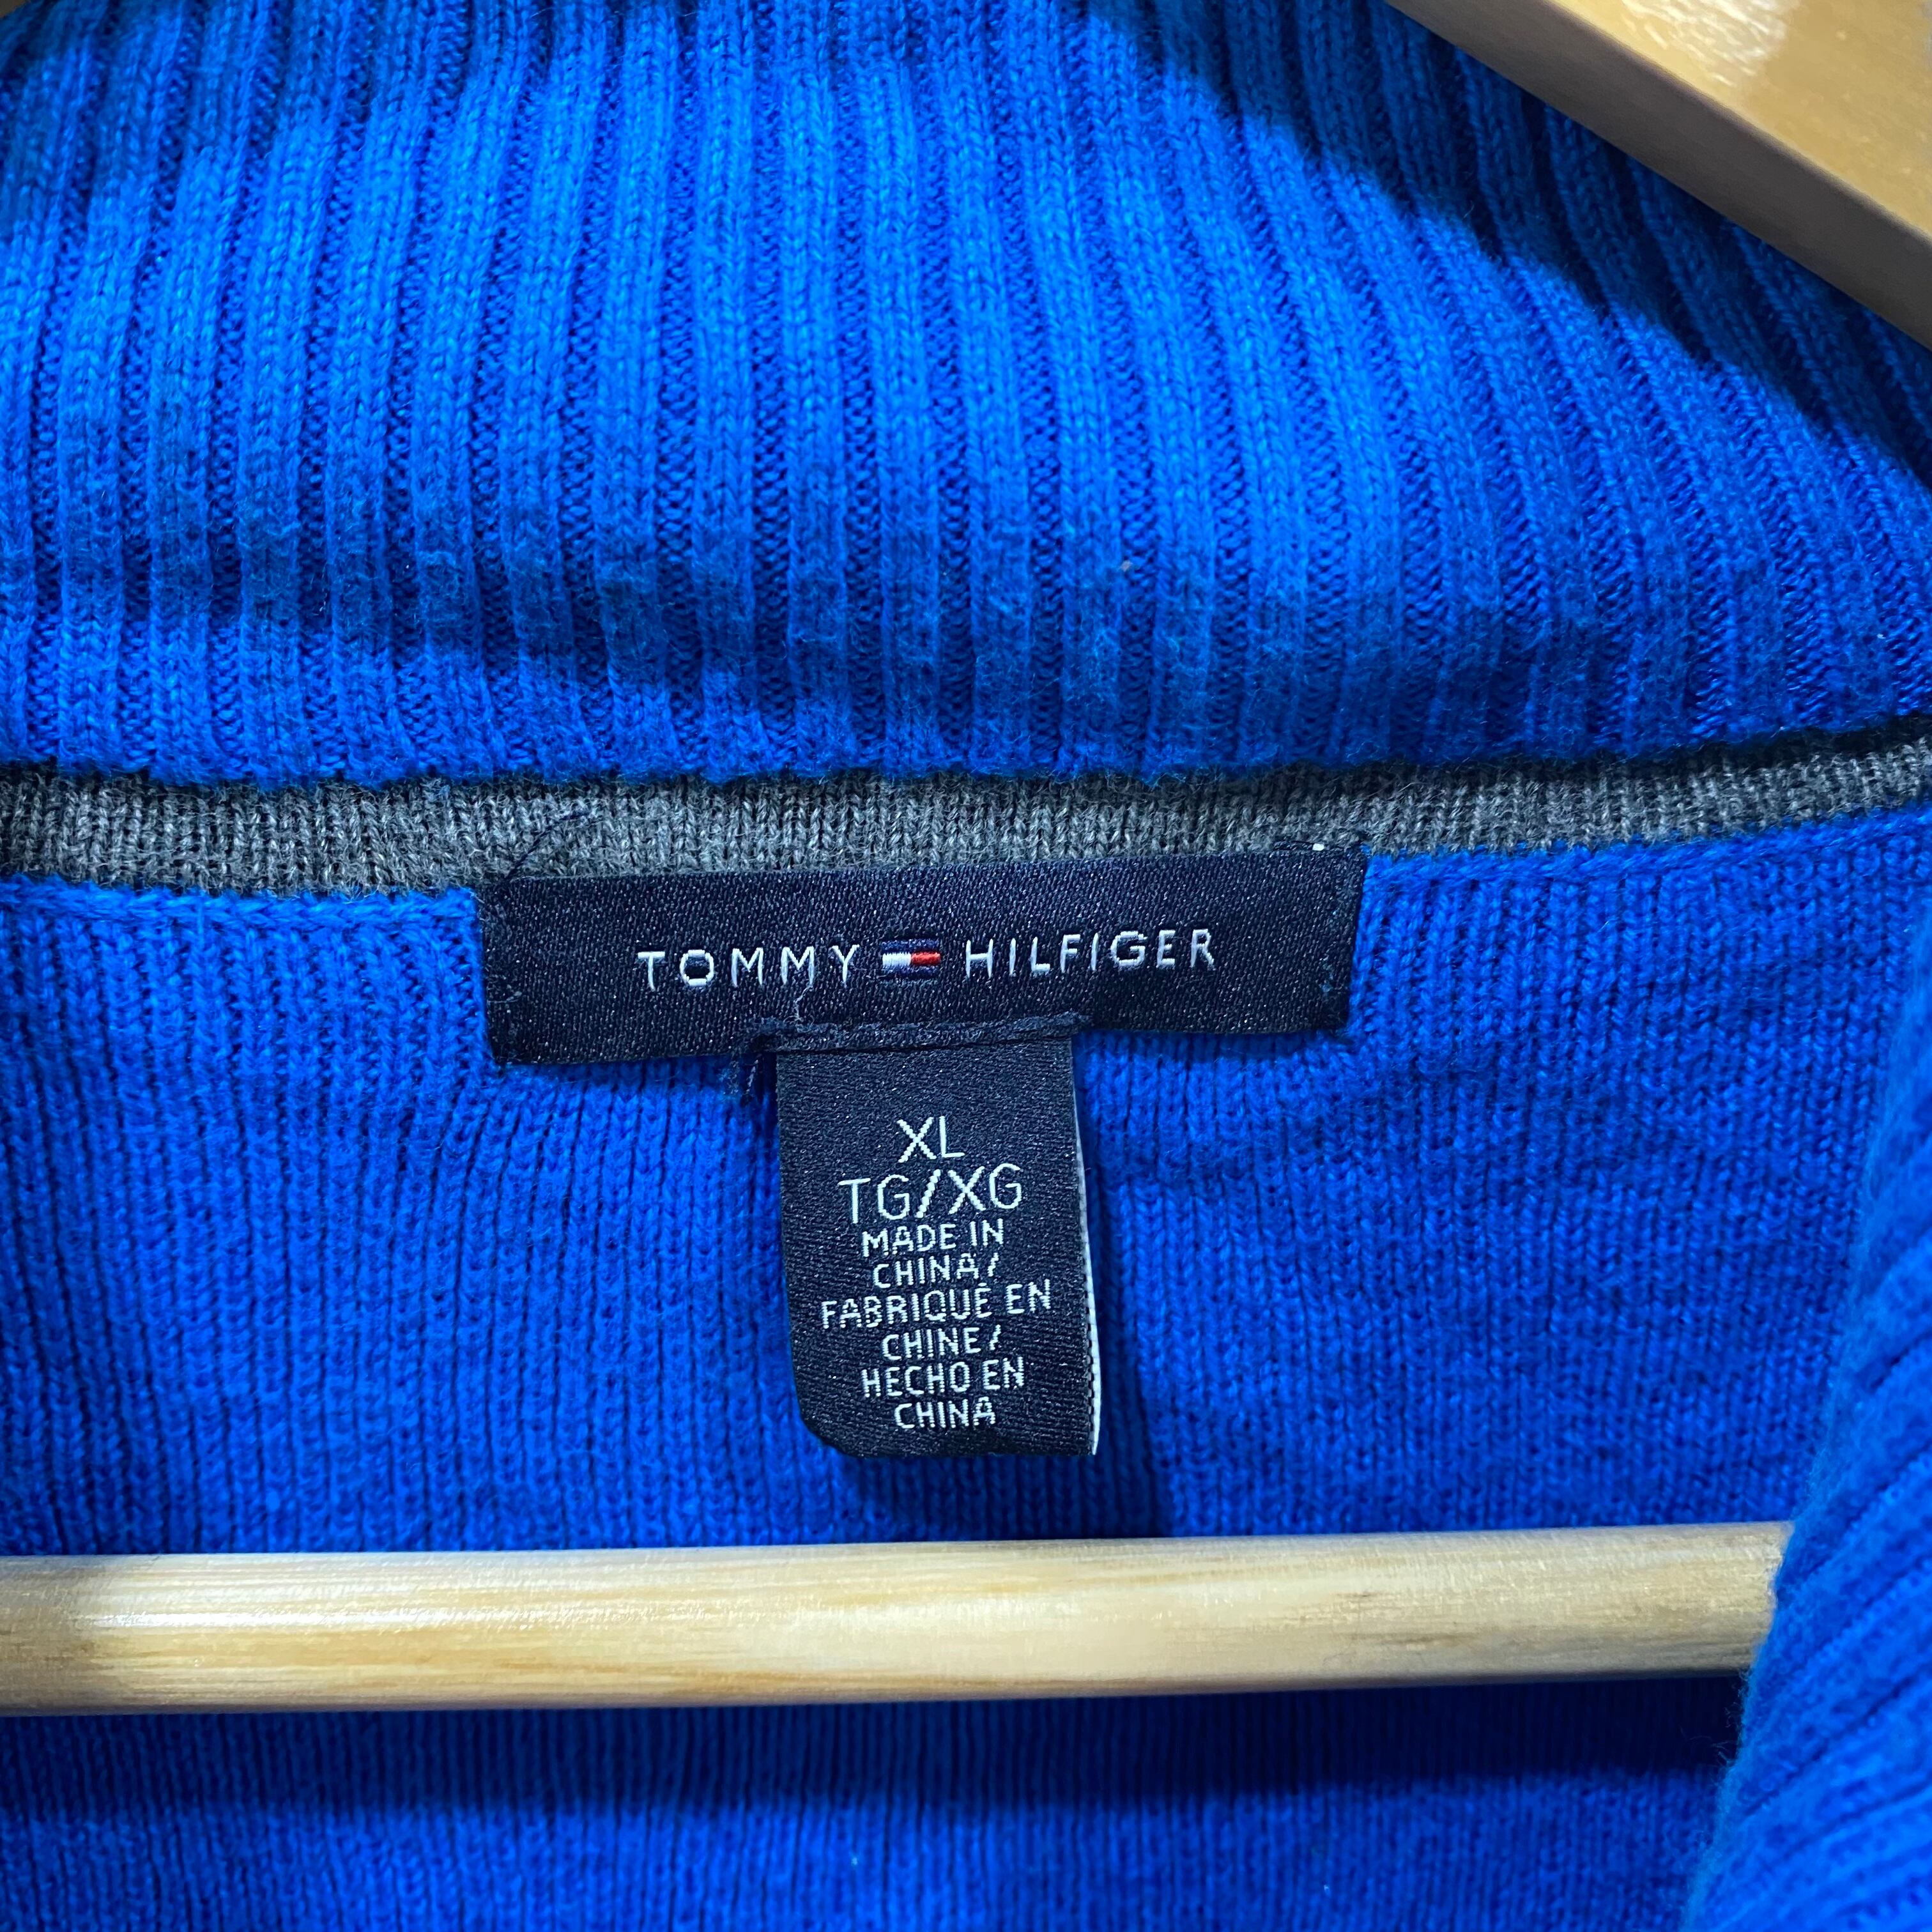 TOMMY HILFIGER
XL
TG/XG
MADE IN
CHINA/
FABRIQUÉ EN
CHINE/
HECHO EN
CHINA